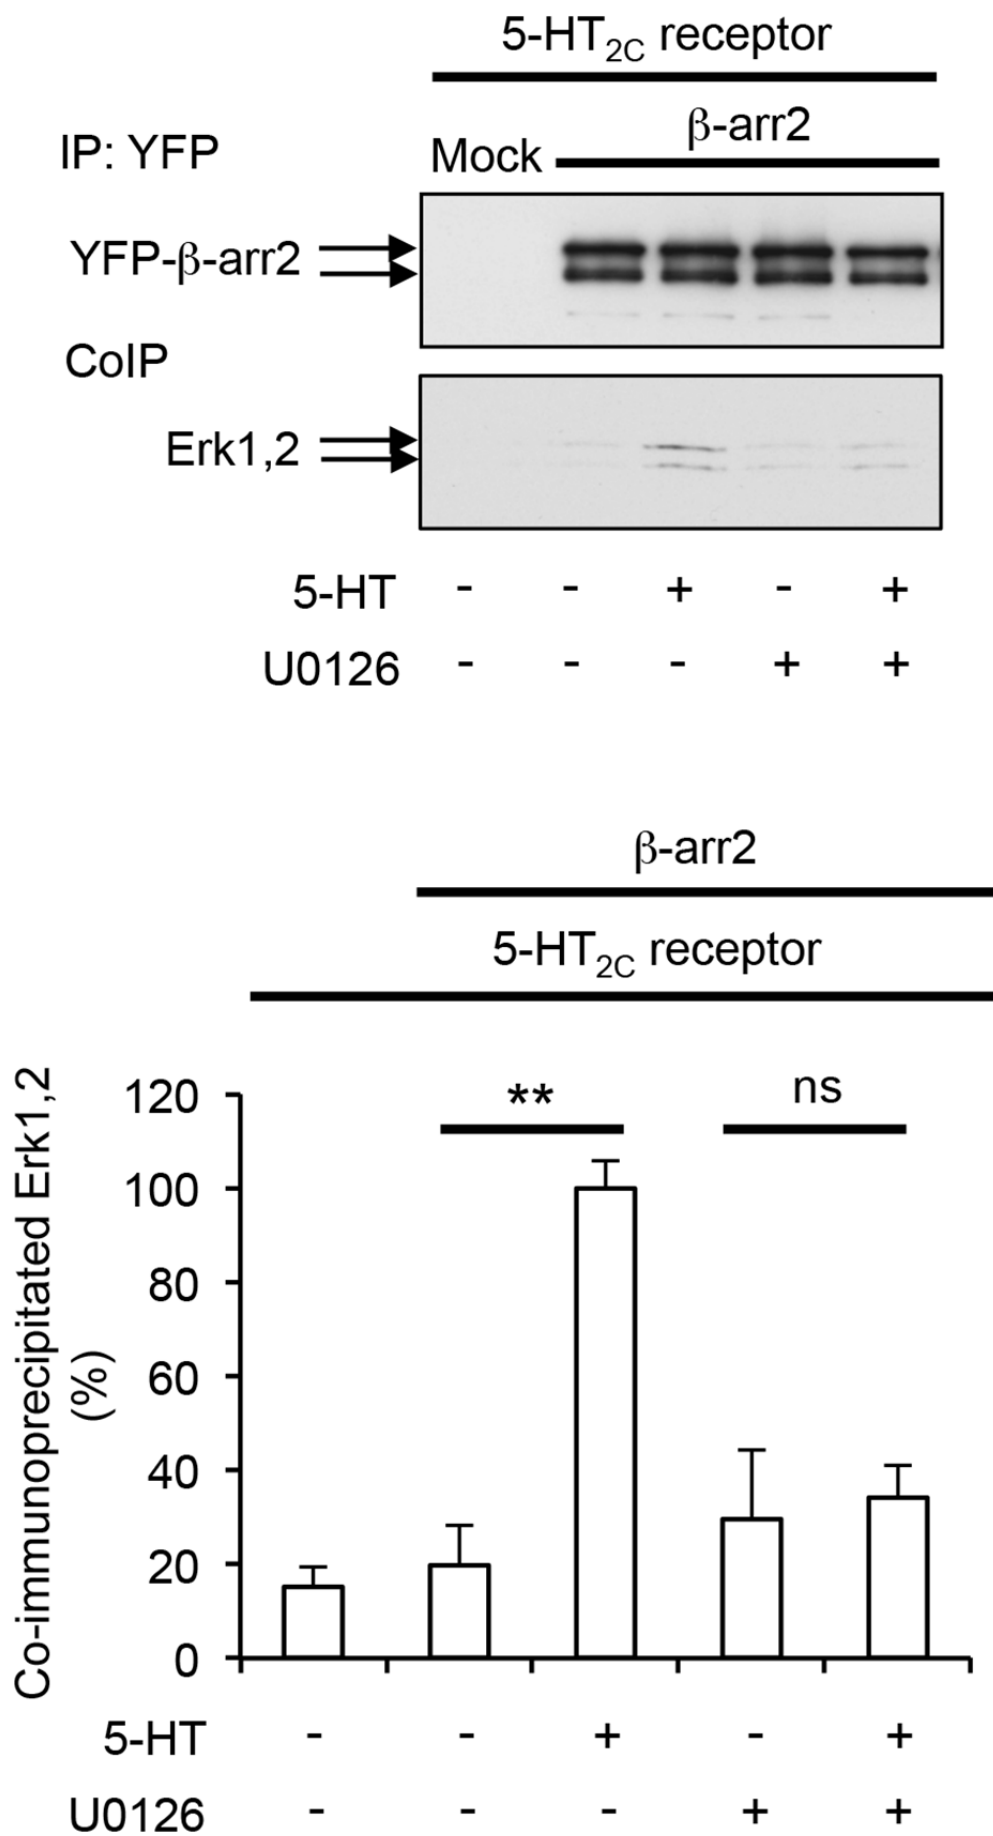 5-HT2C receptor
β-arr2
IP: YFP
Mock
YFP-β-arr2
CoIP
Erk1,2
5-HT - - + - +
U0126 - - - + +
β-arr2
5-HT2C receptor
** ns
Co-immunoprecipitated Erk1,2
(%)
120
100
80
60
40
20
0
5-HT - - + - +
U0126 - - - + +